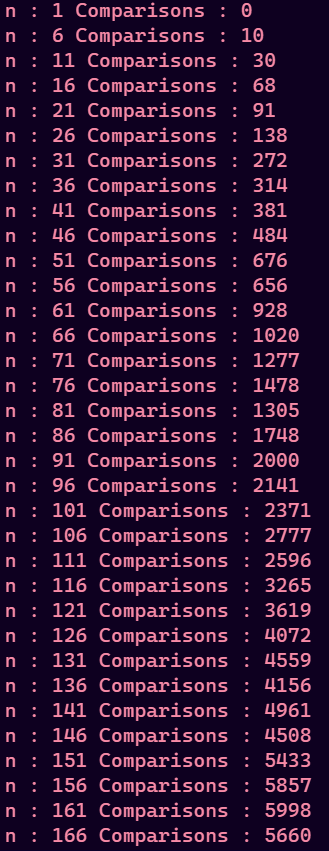 n : 1 Comparisons : 0
n : 6 Comparisons : 10
n : 11 Comparisons : 30
n : 16 Comparisons : 68
n : 21 Comparisons : 91
n : 26 Comparisons : 138
n : 31 Comparisons : 272
n : 36 Comparisons : 314
n : 41 Comparisons : 381
n : 46 Comparisons : 484
n : 51 Comparisons : 676
n : 56 Comparisons : 656
n : 61 Comparisons : 928
n : 66 Comparisons : 1020
n : 71 Comparisons : 1277
n : 76 Comparisons : 1478
n : 81 Comparisons : 1305
n : 86 Comparisons : 1748
n : 91 Comparisons : 2000
n : 96 Comparisons : 2141
n : 101 Comparisons : 2371
n : 106 Comparisons : 2777
n : 111 Comparisons : 2596
n : 116 Comparisons : 3265
n : 121 Comparisons : 3619
n : 126 Comparisons : 4072
n : 131 Comparisons : 4559
n : 136 Comparisons : 4156
n : 141 Comparisons : 4961
n : 146 Comparisons : 4508
n : 151 Comparisons : 5433
n : 156 Comparisons : 5857
n : 161 Comparisons : 5998
n : 166 Comparisons : 5660